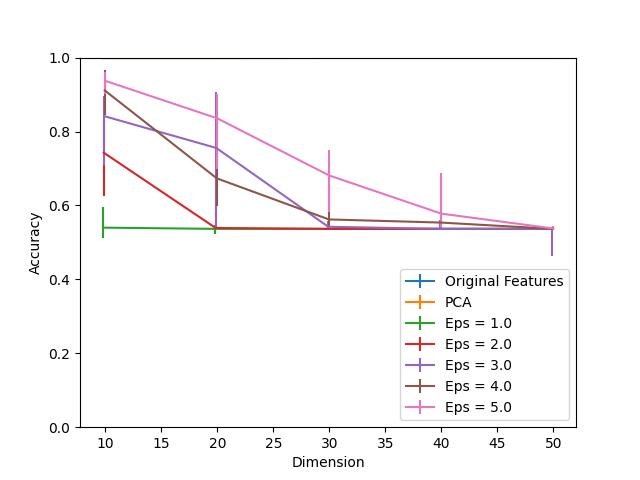 1.0
0.8
0.6
0.4
0.2
0.0
Accuracy
10 15 20 25 30 35 40 45 50
Dimension
Original Features
PCA
Eps = 1.0
Eps = 2.0
Eps = 3.0
Eps = 4.0
Eps = 5.0